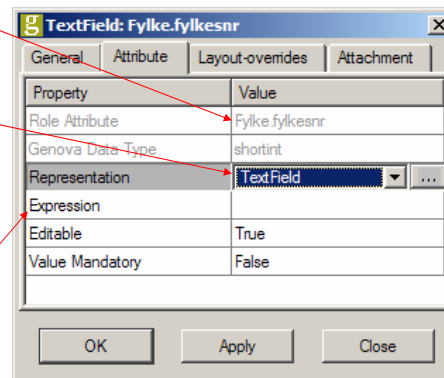 g TextField: Fylke.fylkesnr
General Attribute Layout-overrides Attachment
Property Value
Role Attribute Fylke.fylkesnr
Genova Data Type shortint
Representation TextField ...
Expression
Editable True
Value Mandatory False
OK Apply Close